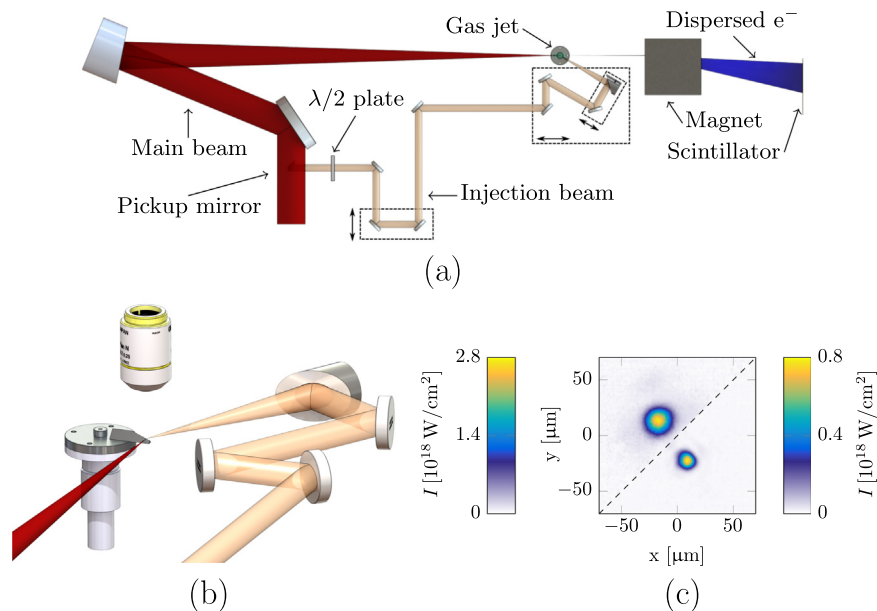 Gas jet
Dispersed e⁻
λ/2 plate
Main beam
Magnet
Scintillator
Pickup mirror
Injection beam
(a)
2.8
1.4
0
I [10¹⁸ W/cm²]
50
0
−50
y [μm]
−50
0
50
x [μm]
0.8
0.4
0
I [10¹⁸ W/cm²]
(b)
(c)